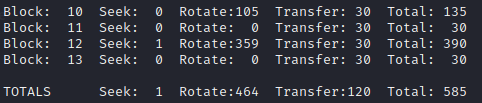 Block:  10  Seek:  0  Rotate:105  Transfer: 30  Total: 135
Block:  11  Seek:  0  Rotate:  0  Transfer: 30  Total:  30
Block:  12  Seek:  1  Rotate:359  Transfer: 30  Total: 390
Block:  13  Seek:  0  Rotate:  0  Transfer: 30  Total:  30
TOTALS      Seek:  1  Rotate:464  Transfer:120  Total: 585